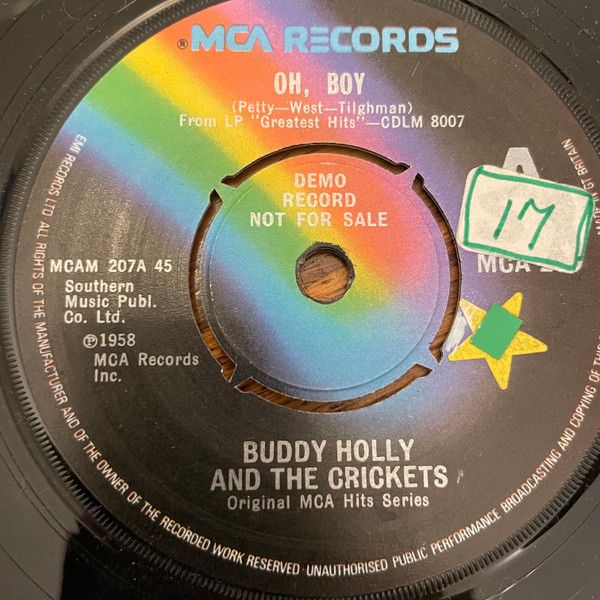 ®MCA RECORDS
OH, BOY
(Petty—West—Tilghman)
From LP "Greatest Hits"—CDLM 8007
DEMO
RECORD
NOT FOR SALE
A
17
MCA 2
MCAM 207A 45
Southern
Music Publ.
Co. Ltd.
℗1958
MCA Records
Inc.
BUDDY HOLLY
AND THE CRICKETS
Original MCA Hits Series
EMI RECORDS LTD ALL RIGHTS OF THE MANUFACTURER AND OF THE OWNER OF THE RECORDED WORK RESERVED UNAUTHORISED PUBLIC PERFORMANCE BROADCASTING AND COPYING OF THIS
IN GT BRITAIN